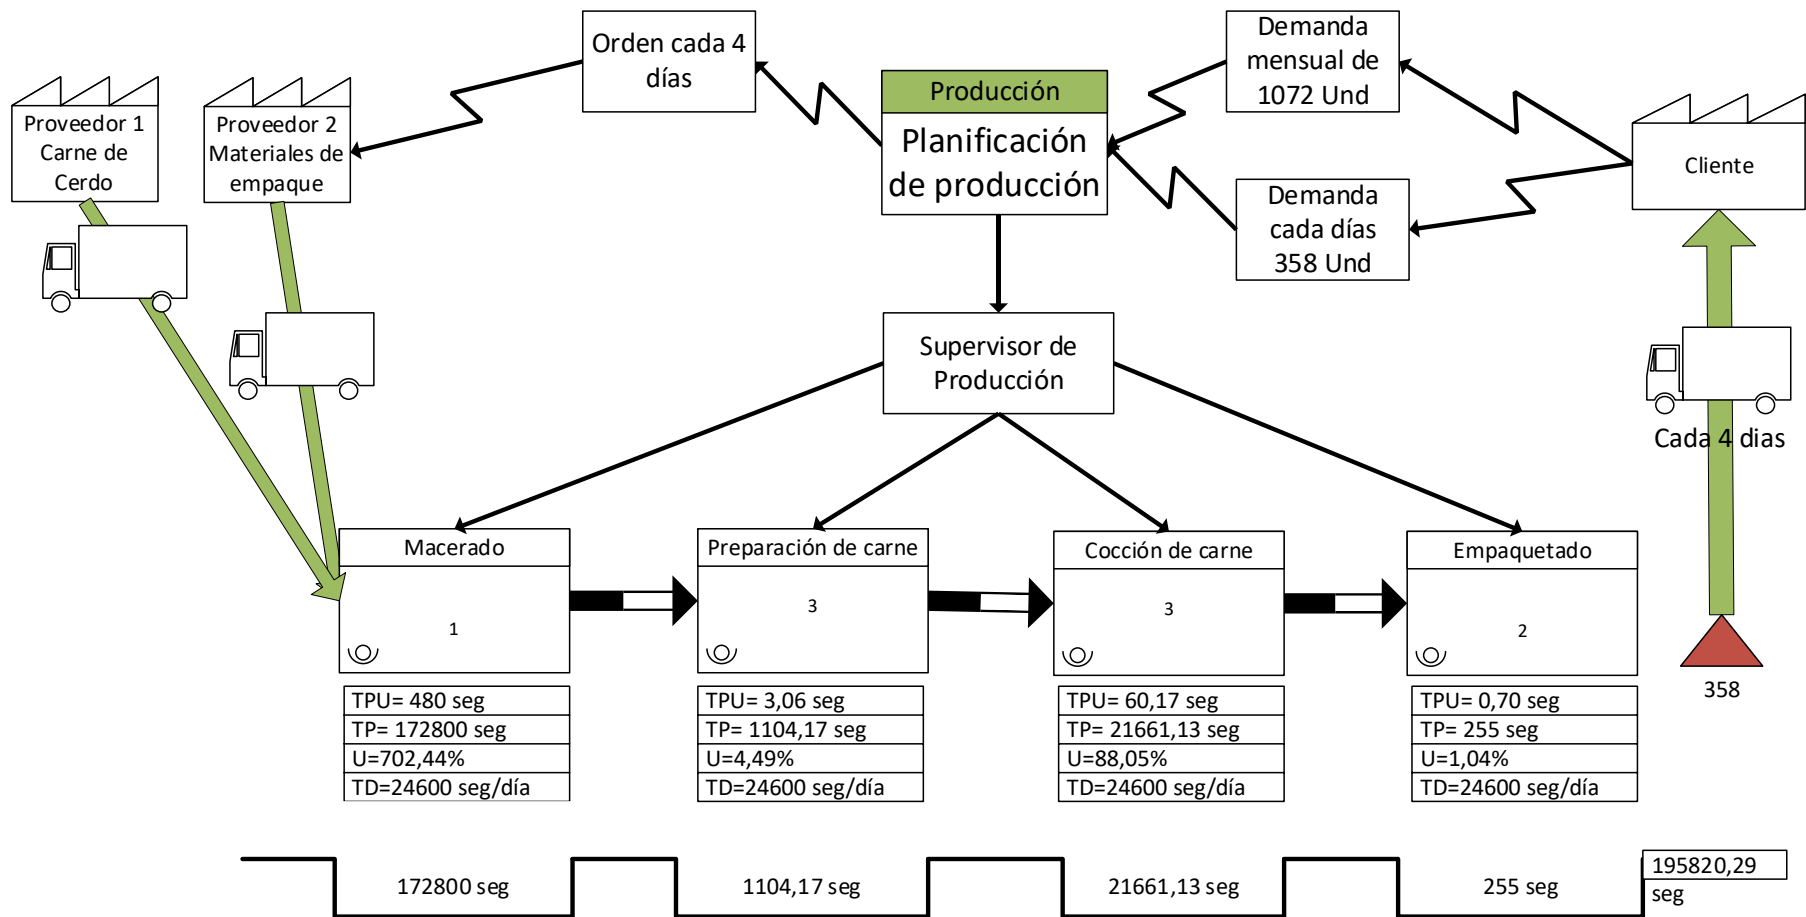 Orden cada 4
días
Demanda
mensual de
1072 Und
Producción
Planificación
de producción
Proveedor 1
Carne de
Cerdo
Proveedor 2
Materiales de
empaque
Cliente
Demanda
cada días
358 Und
Supervisor de
Producción
Cada 4 dias
Macerado
1
Preparación de carne
3
Cocción de carne
3
Empaquetado
2
358
TPU= 480 seg
TP= 172800 seg
U=702,44%
TD=24600 seg/día
TPU= 3,06 seg
TP= 1104,17 seg
U=4,49%
TD=24600 seg/día
TPU= 60,17 seg
TP= 21661,13 seg
U=88,05%
TD=24600 seg/día
TPU= 0,70 seg
TP= 255 seg
U=1,04%
TD=24600 seg/día
172800 seg
1104,17 seg
21661,13 seg
255 seg
195820,29
seg